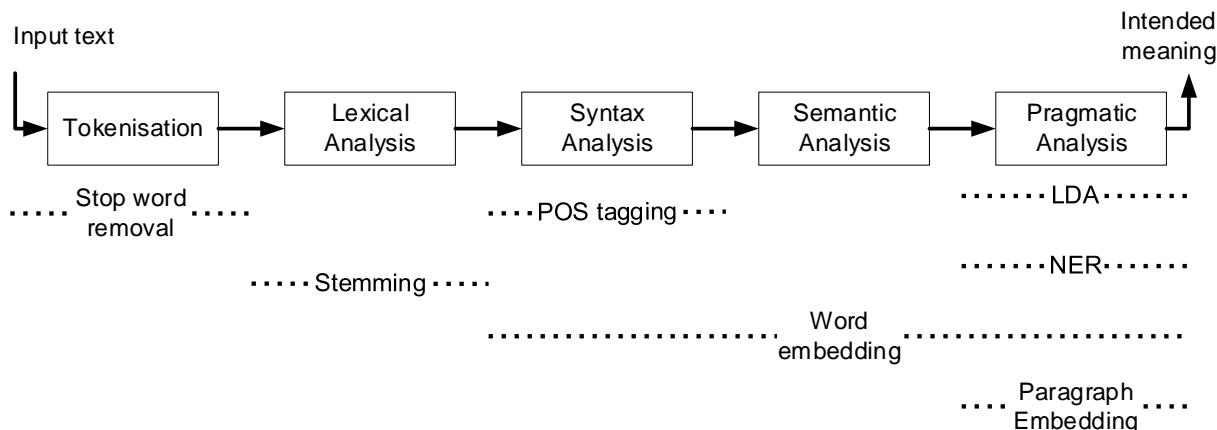 Input text
Intended
meaning
Tokenisation
Lexical
Analysis
Syntax
Analysis
Semantic
Analysis
Pragmatic
Analysis
Stop word
removal
POS tagging
LDA
Stemming
NER
Word
embedding
Paragraph
Embedding